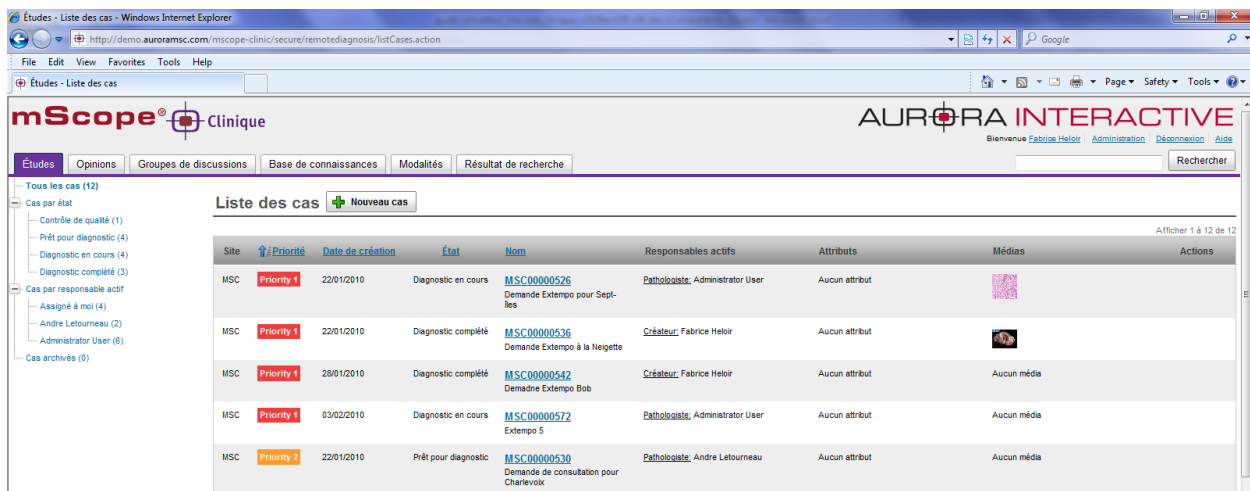 Études - Liste des cas - Windows Internet Explorer
http://demo.auroramsc.com/mscope-clinic/secure/remotediagnosis/listCases.action
Google
File Edit View Favorites Tools Help
Études - Liste des cas
Page Safety Tools
mScope® Clinique
AURORA INTERACTIVE
Bienvenue Fabrice Heloir Administration Déconnexion Aide
Études Opinions Groupes de discussions Base de connaissances Modalités Résultat de recherche
Rechercher
Tous les cas (12)
Cas par état
Contrôle de qualité (1)
Prêt pour diagnostic (4)
Diagnostic en cours (4)
Diagnostic complété (3)
Cas par responsable actif
Assigné à moi (4)
Andre Letourneau (2)
Administrator User (6)
Cas archivés (0)
Liste des cas Nouveau cas
Afficher 1 à 12 de 12
Site Priorité Date de création État Nom Responsables actifs Attributs Médias Actions
MSC Priority 1 22/01/2010 Diagnostic en cours MSC00000526 Pathologiste: Administrator User Aucun attribut
Demande Extempo pour Sept-
îles
MSC Priority 1 22/01/2010 Diagnostic complété MSC00000536 Créateur: Fabrice Heloir Aucun attribut
Demande Extempo à la Neigette
MSC Priority 1 28/01/2010 Diagnostic complété MSC00000542 Créateur: Fabrice Heloir Aucun attribut Aucun média
Demadne Extempo Bob
MSC Priority 1 03/02/2010 Diagnostic en cours MSC00000572 Pathologiste: Administrator User Aucun attribut Aucun média
Extempo 5
MSC Priority 2 22/01/2010 Prêt pour diagnostic MSC00000530 Pathologiste: Andre Letourneau Aucun attribut Aucun média
Demande de consultation pour
Charlevoix